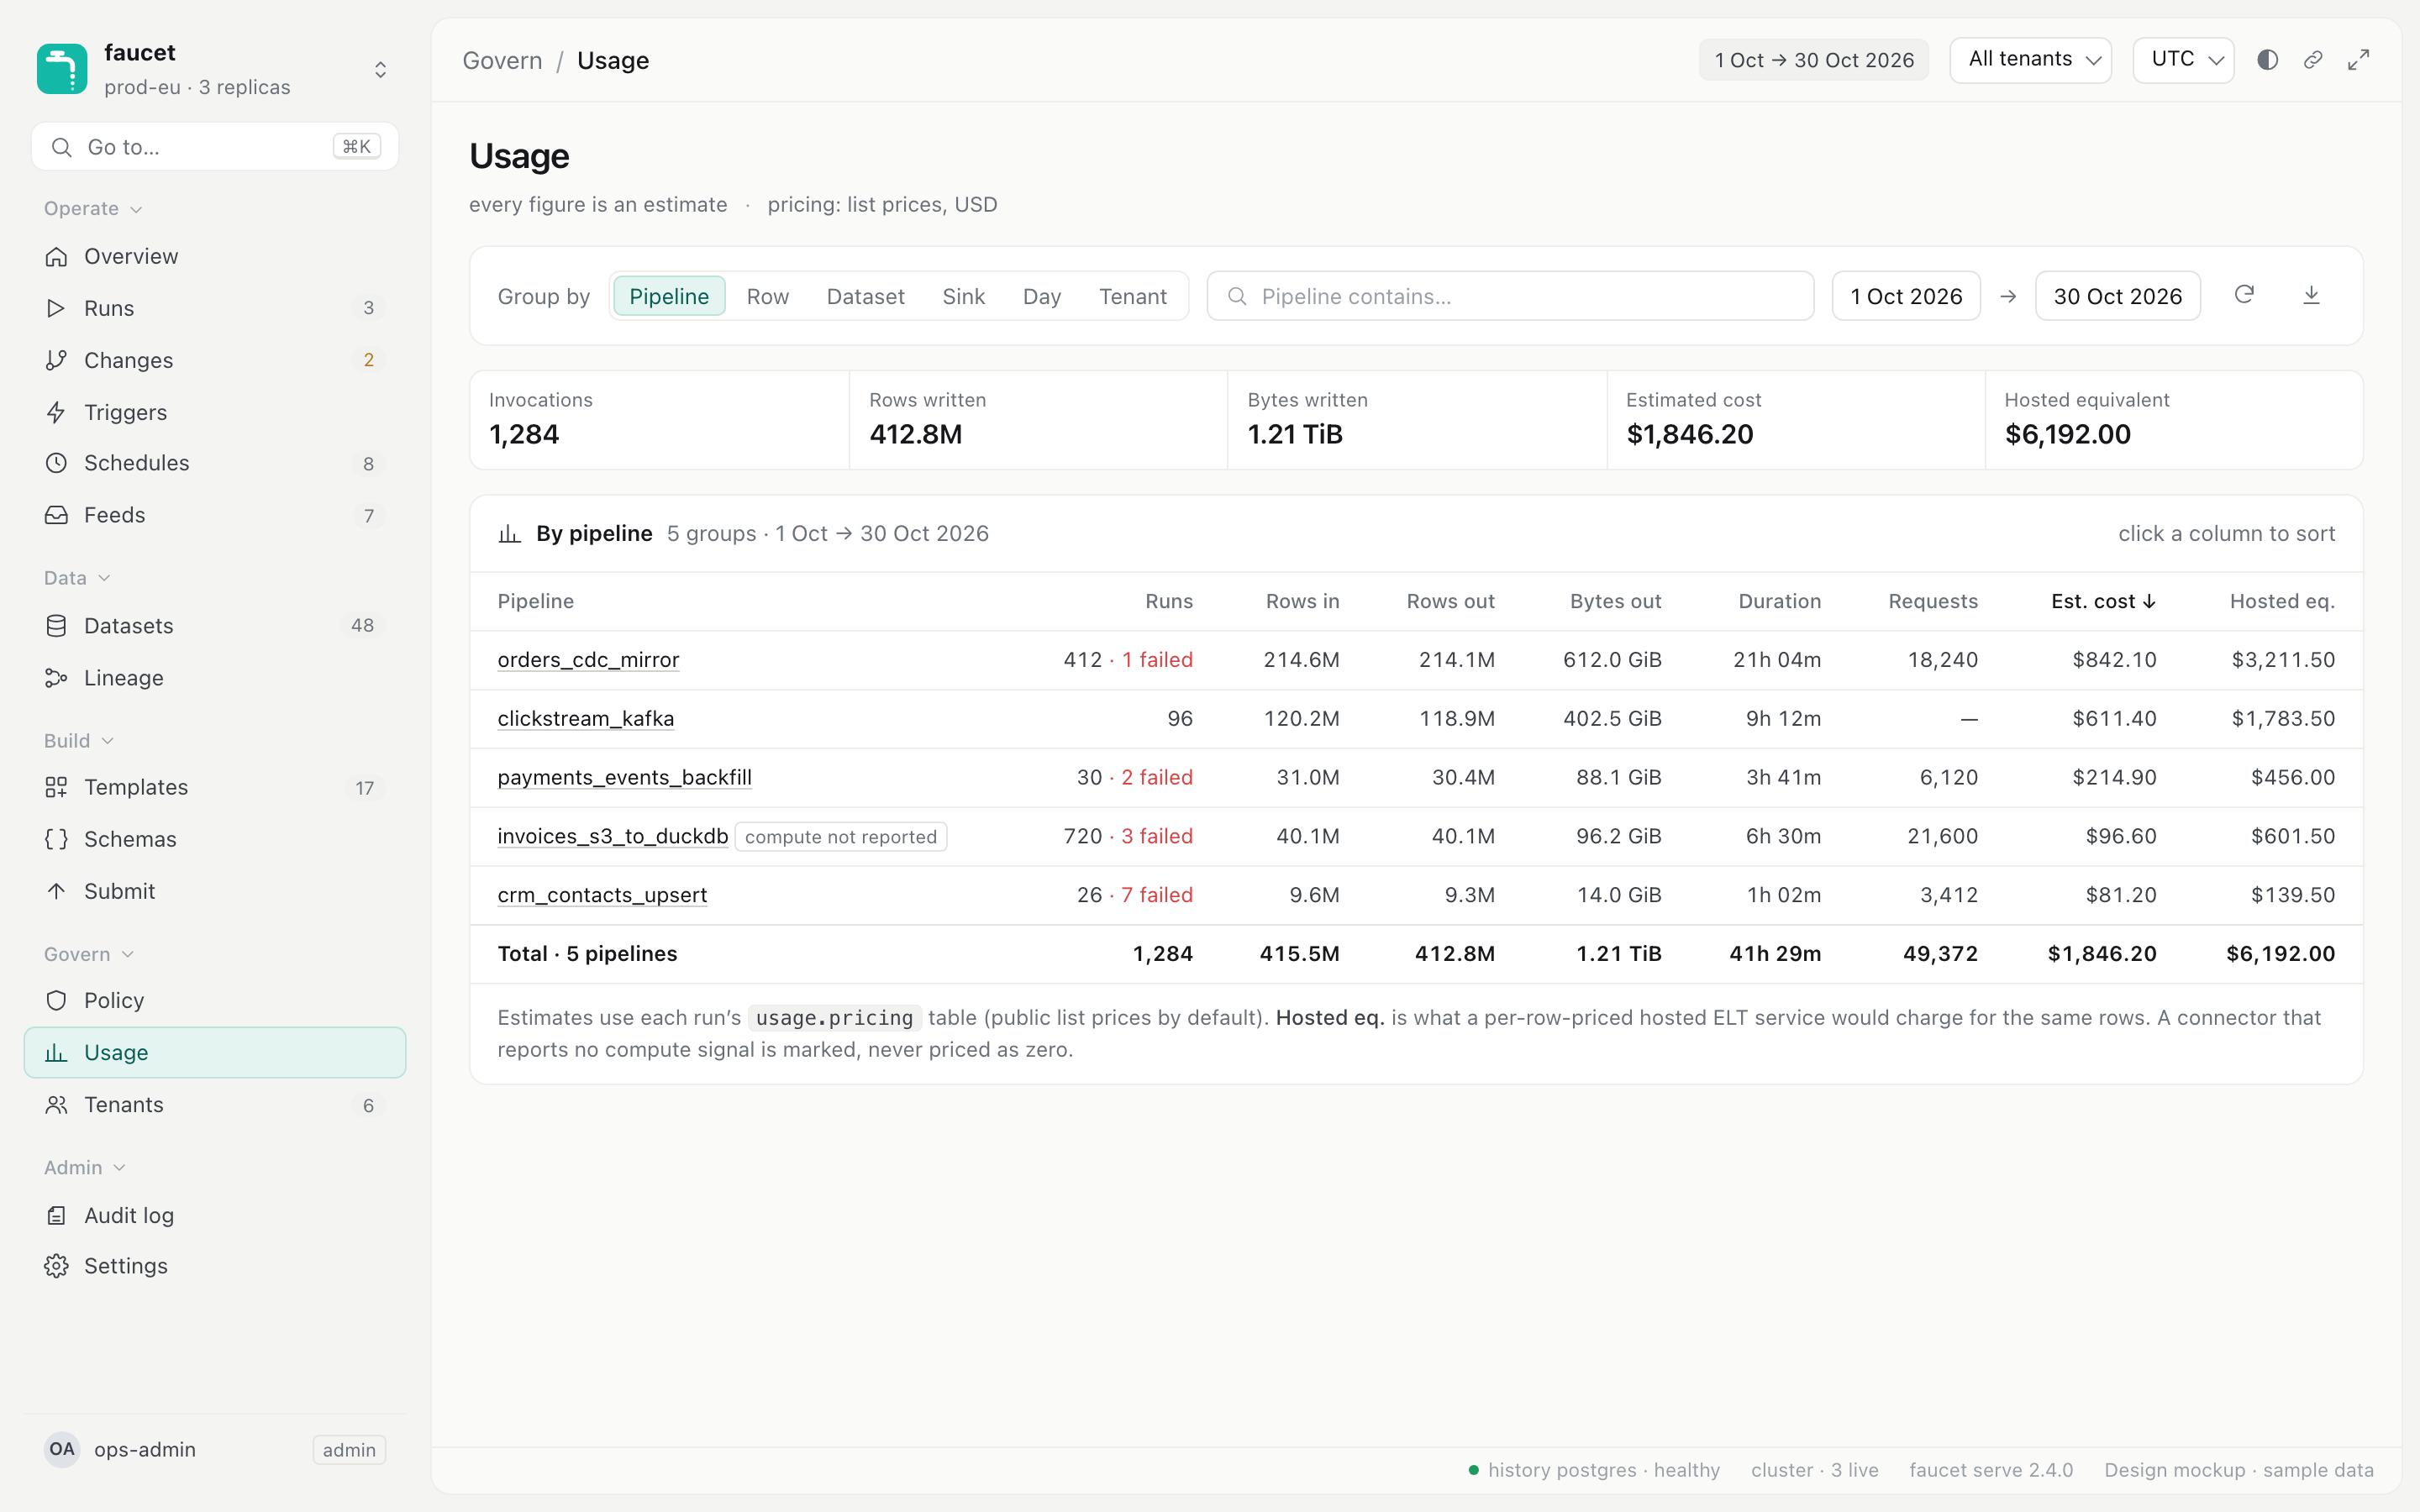 faucet
prod-eu · 3 replicas
Go to...
⌘K
Operate
Overview
Runs 3
Changes 2
Triggers
Schedules 8
Feeds 7
Data
Datasets 48
Lineage
Build
Templates 17
Schemas
Submit
Govern
Policy
Usage
Tenants 6
Admin
Audit log
Settings
OA ops-admin admin
Govern / Usage
1 Oct → 30 Oct 2026
All tenants
UTC
Usage
every figure is an estimate · pricing: list prices, USD
Group by Pipeline Row Dataset Sink Day Tenant
Pipeline contains...
1 Oct 2026 → 30 Oct 2026
Invocations
1,284
Rows written
412.8M
Bytes written
1.21 TiB
Estimated cost
$1,846.20
Hosted equivalent
$6,192.00
By pipeline 5 groups · 1 Oct → 30 Oct 2026
click a column to sort
Pipeline Runs Rows in Rows out Bytes out Duration Requests Est. cost ↓ Hosted eq.
orders_cdc_mirror 412 · 1 failed 214.6M 214.1M 612.0 GiB 21h 04m 18,240 $842.10 $3,211.50
clickstream_kafka 96 120.2M 118.9M 402.5 GiB 9h 12m — $611.40 $1,783.50
payments_events_backfill 30 · 2 failed 31.0M 30.4M 88.1 GiB 3h 41m 6,120 $214.90 $456.00
invoices_s3_to_duckdb compute not reported 720 · 3 failed 40.1M 40.1M 96.2 GiB 6h 30m 21,600 $96.60 $601.50
crm_contacts_upsert 26 · 7 failed 9.6M 9.3M 14.0 GiB 1h 02m 3,412 $81.20 $139.50
Total · 5 pipelines 1,284 415.5M 412.8M 1.21 TiB 41h 29m 49,372 $1,846.20 $6,192.00
Estimates use each run’s usage.pricing table (public list prices by default). Hosted eq. is what a per-row-priced hosted ELT service would charge for the same rows. A connector that
reports no compute signal is marked, never priced as zero.
history postgres · healthy
cluster · 3 live
faucet serve 2.4.0
Design mockup · sample data